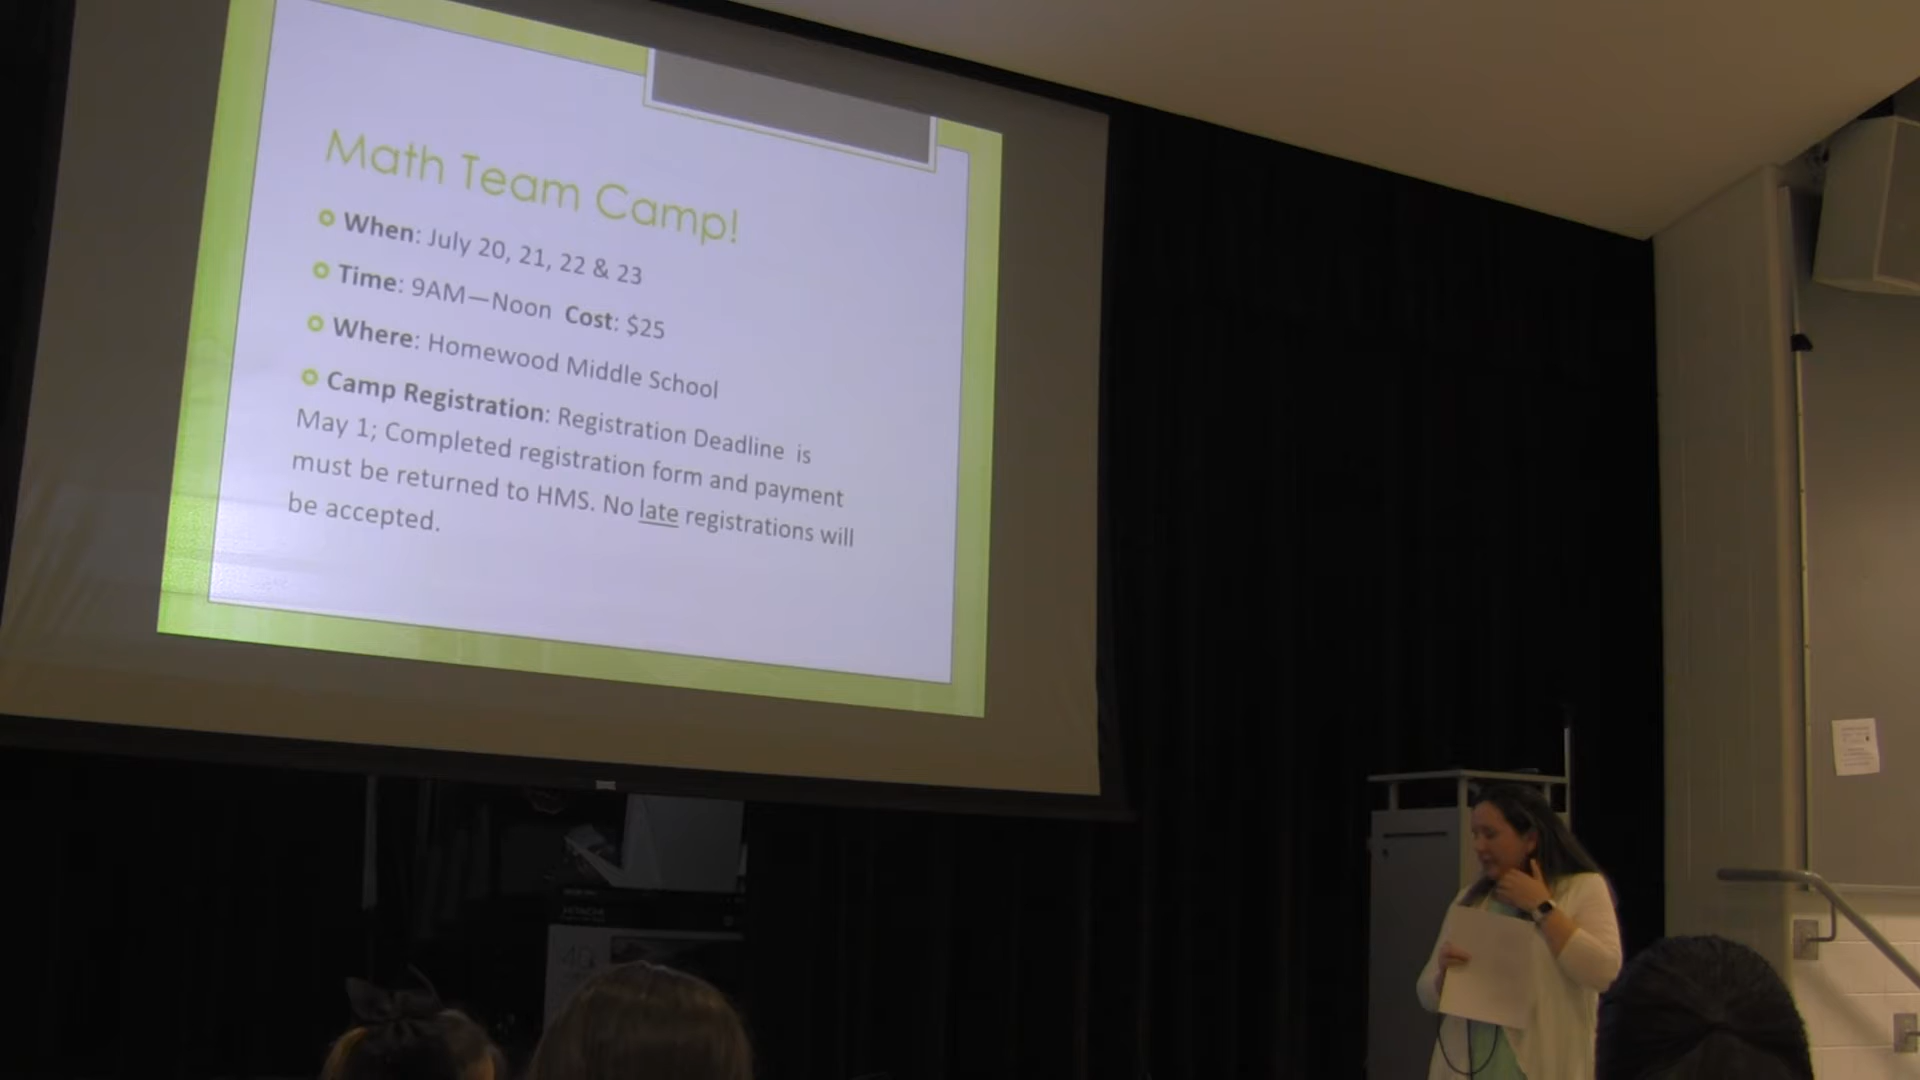 Math Team Camp!
When: July 20, 21, 22 & 23
Time: 9AM—Noon  Cost: $25
Where: Homewood Middle School
Camp Registration: Registration Deadline  is
May 1; Completed registration form and payment
must be returned to HMS. No late registrations will
be accepted.
HITACHI